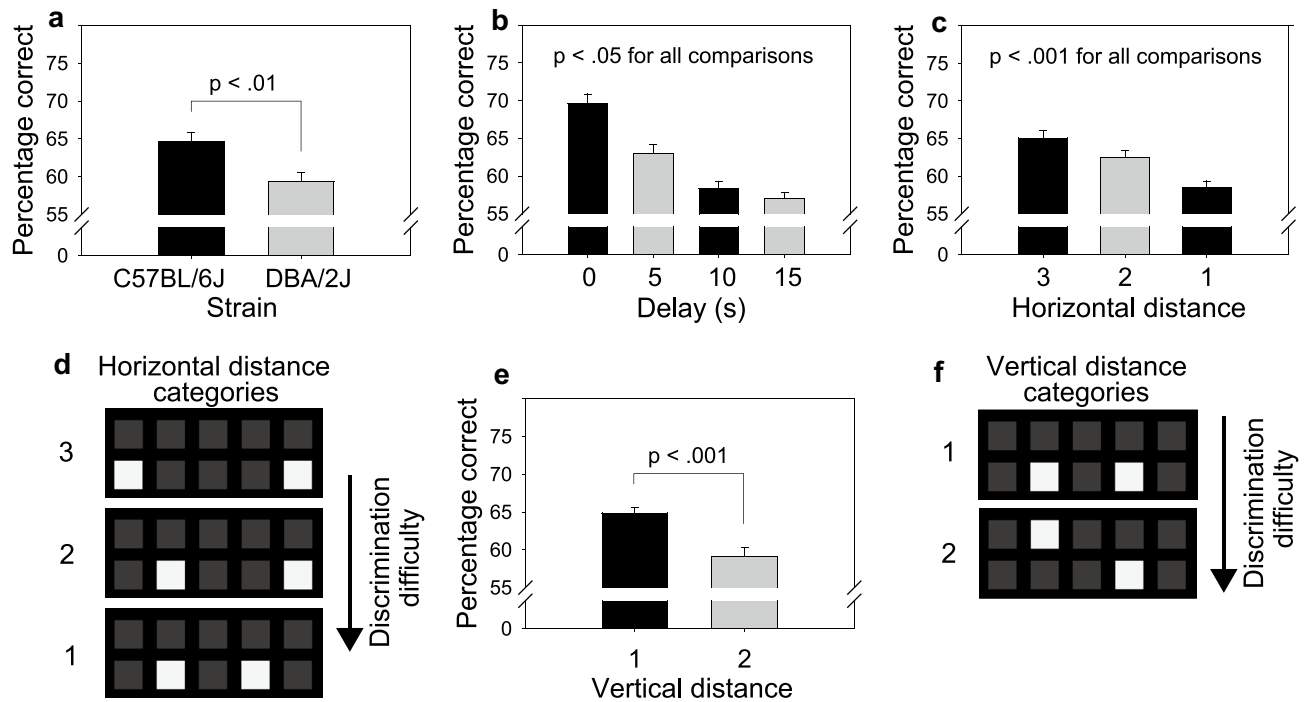 a
Percentage correct
75
70
65
60
55
0
p < .01
C57BL/6J
DBA/2J
Strain
b
Percentage correct
75
70
65
60
55
0
p < .05 for all comparisons
0 5 10 15
Delay (s)
c
Percentage correct
75
70
65
60
55
0
p < .001 for all comparisons
3 2 1
Horizontal distance
d
Horizontal distance
categories
3
2
1
Discrimination
difficulty
e
Percentage correct
75
70
65
60
55
0
p < .001
1 2
Vertical distance
f
Vertical distance
categories
1
2
Discrimination
difficulty